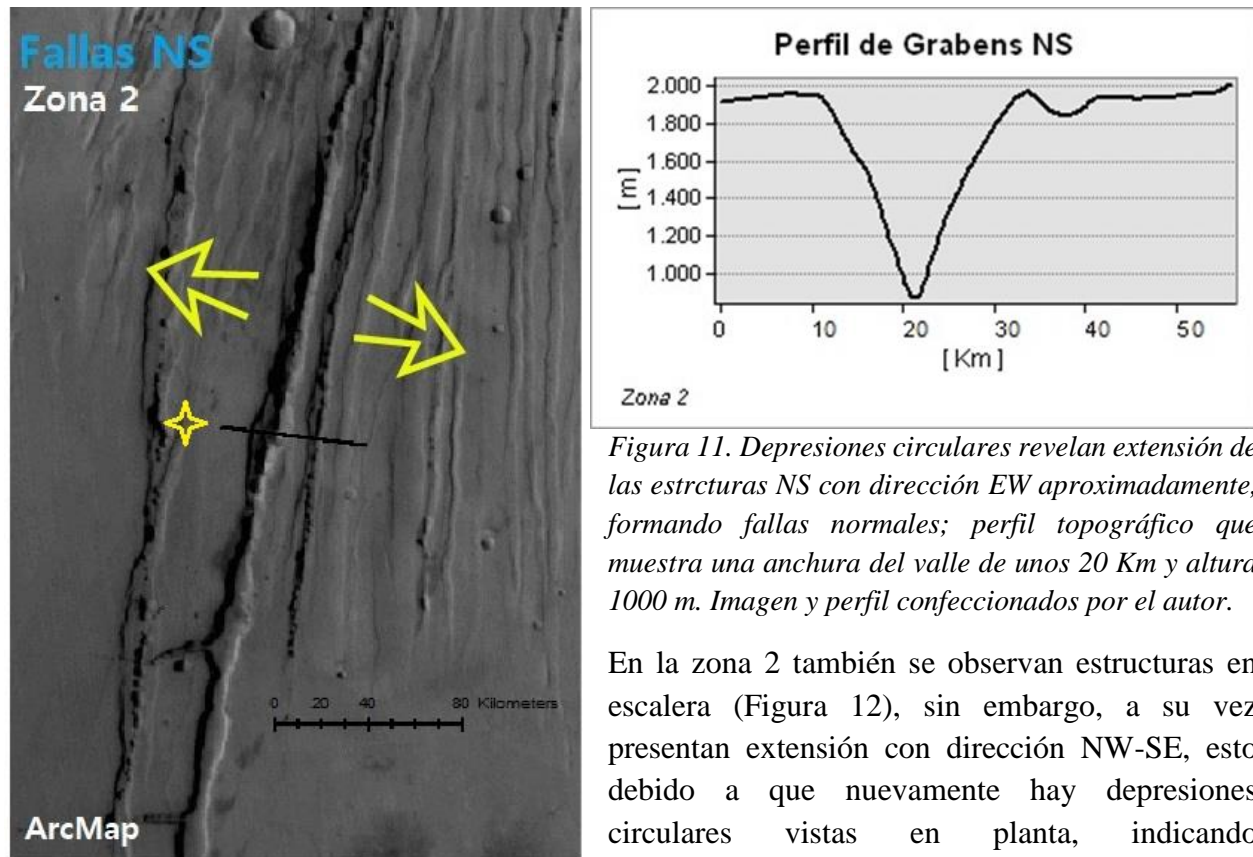 Fallas NS
Zona 2
0 20 40 80 Kilometers
ArcMap
Perfil de Grabens NS
2.000
1.800
1.600
1.400
1.200
1.000
[m]
0 10 20 30 40 50
[Km]
Zona 2
Figura 11. Depresiones circulares revelan extensión de
las estrcturas NS con dirección EW aproximadamente,
formando fallas normales; perfil topográfico que
muestra una anchura del valle de unos 20 Km y altura
1000 m. Imagen y perfil confeccionados por el autor.
En la zona 2 también se observan estructuras en
escalera (Figura 12), sin embargo, a su vez
presentan extensión con dirección NW-SE, esto
debido a que nuevamente hay depresiones
circulares vistas en planta, indicando